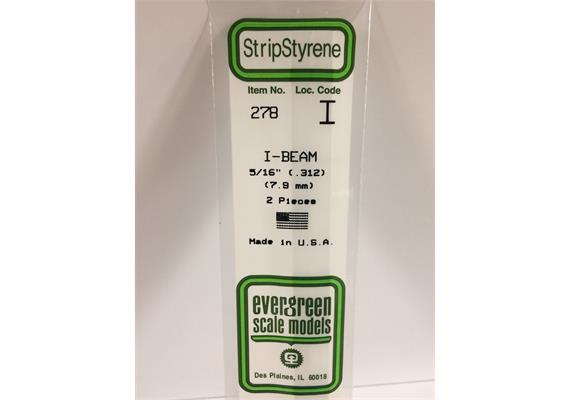 StripStyrene
Item No. Loc. Code
278 I
I-BEAM
5/16" (.312)
(7.9 mm)
2 Pieces
Made in U.S.A.
evergreen
scale models
Des Plaines, IL 60018